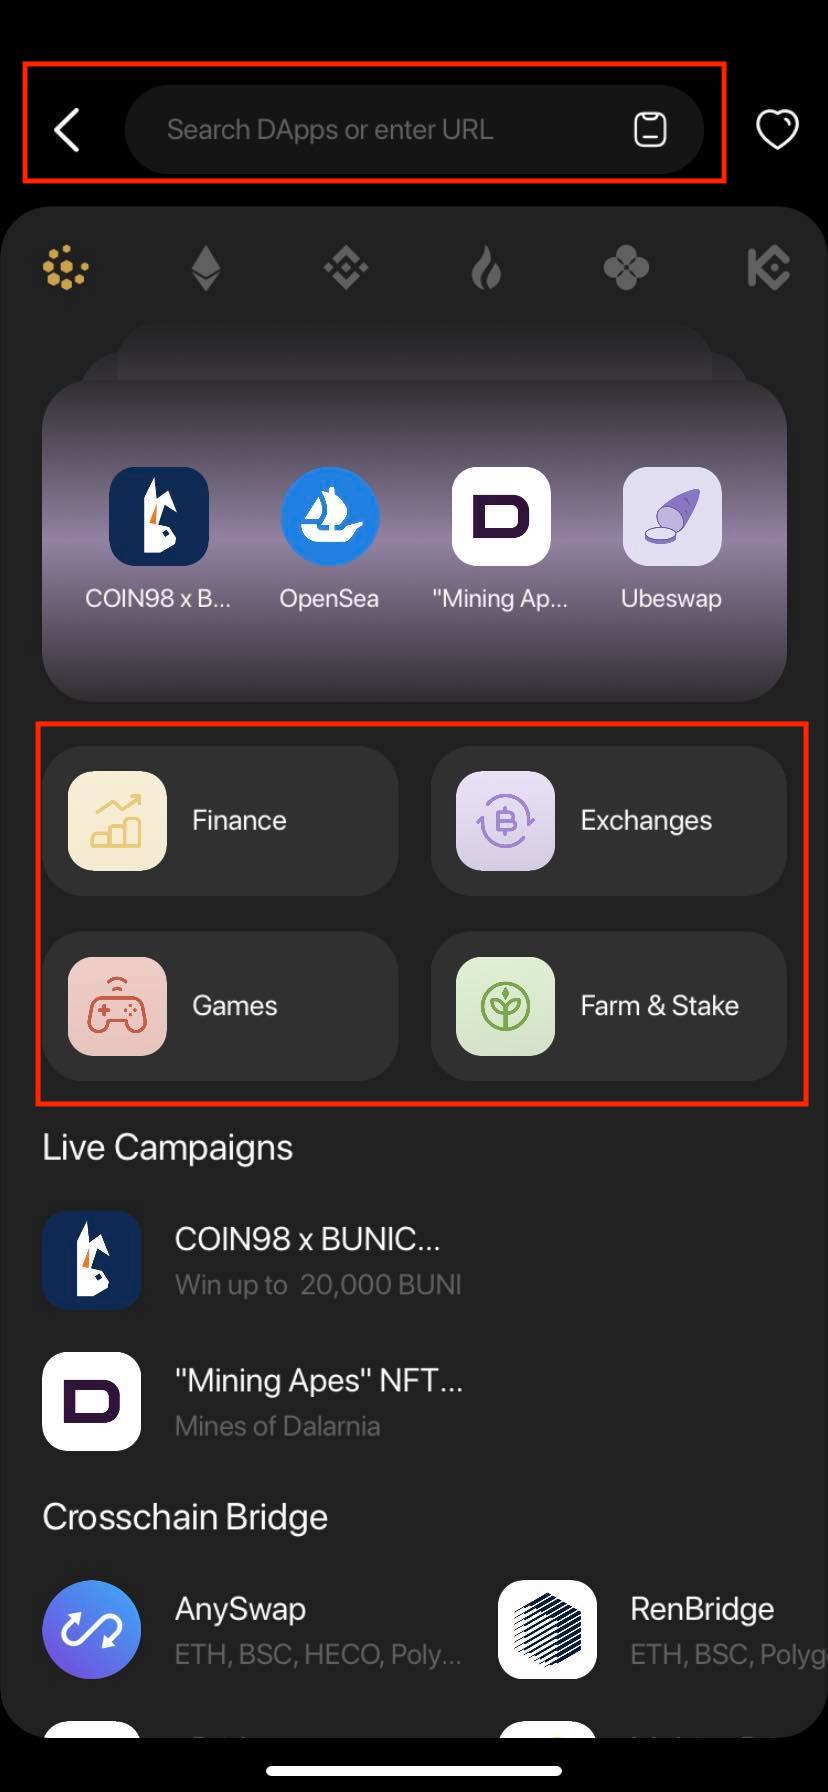 Search DApps or enter URL
COIN98 x B...
OpenSea
"Mining Ap...
Ubeswap
Finance
Exchanges
Games
Farm & Stake
Live Campaigns
COIN98 x BUNIC...
Win up to 20,000 BUNI
"Mining Apes" NFT...
Mines of Dalarnia
Crosschain Bridge
AnySwap
ETH, BSC, HECO, Poly...
RenBridge
ETH, BSC, Polyg